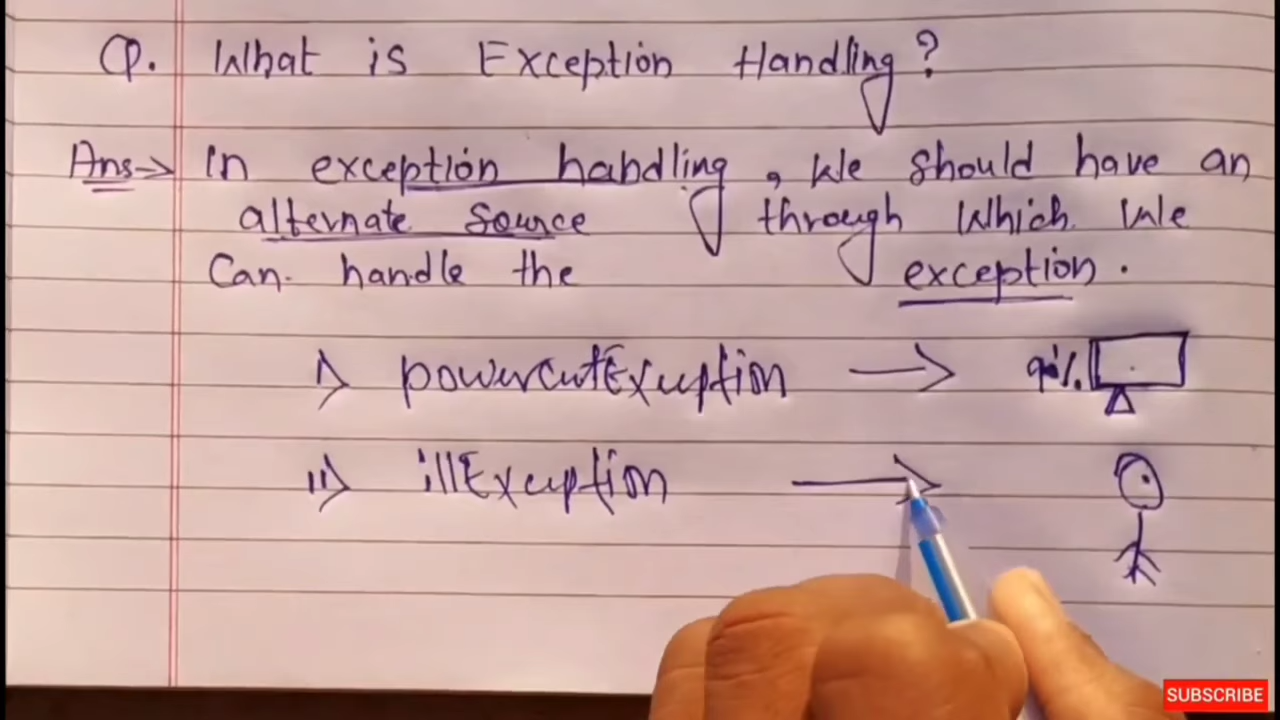 Q. What is Exception Handling?
Ans→ In exception handling, We should have an
alternate source through which we
Can handle the exception.
i> powercutException → 90%
ii> illException →
SUBSCRIBE